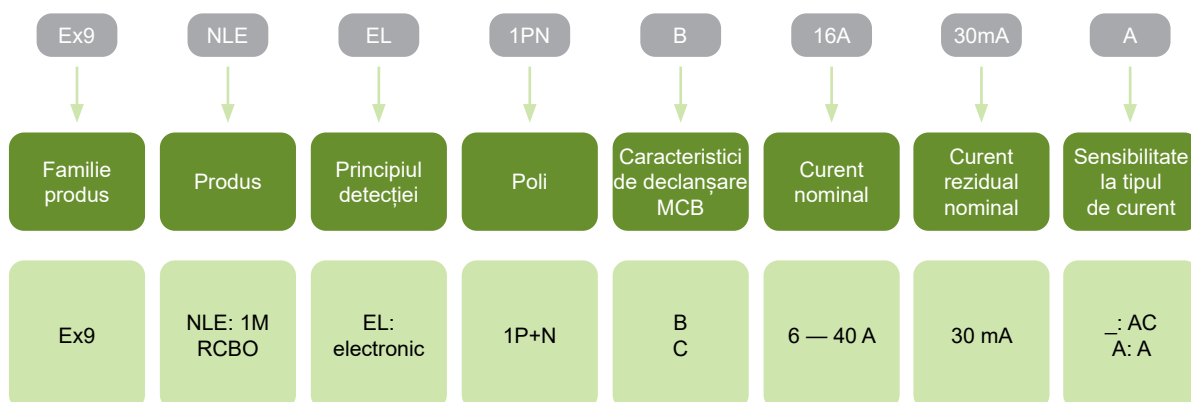 Ex9
NLE
EL
1PN
B
16A
30mA
A
Familie
produs
Produs
Principiul
detecției
Poli
Caracteristici
de declanșare
MCB
Curent
nominal
Curent
rezidual
nominal
Sensibilitate
la tipul
de curent
Ex9
NLE: 1M
RCBO
EL:
electronic
1P+N
B
C
6 — 40 A
30 mA
_: AC
A: A